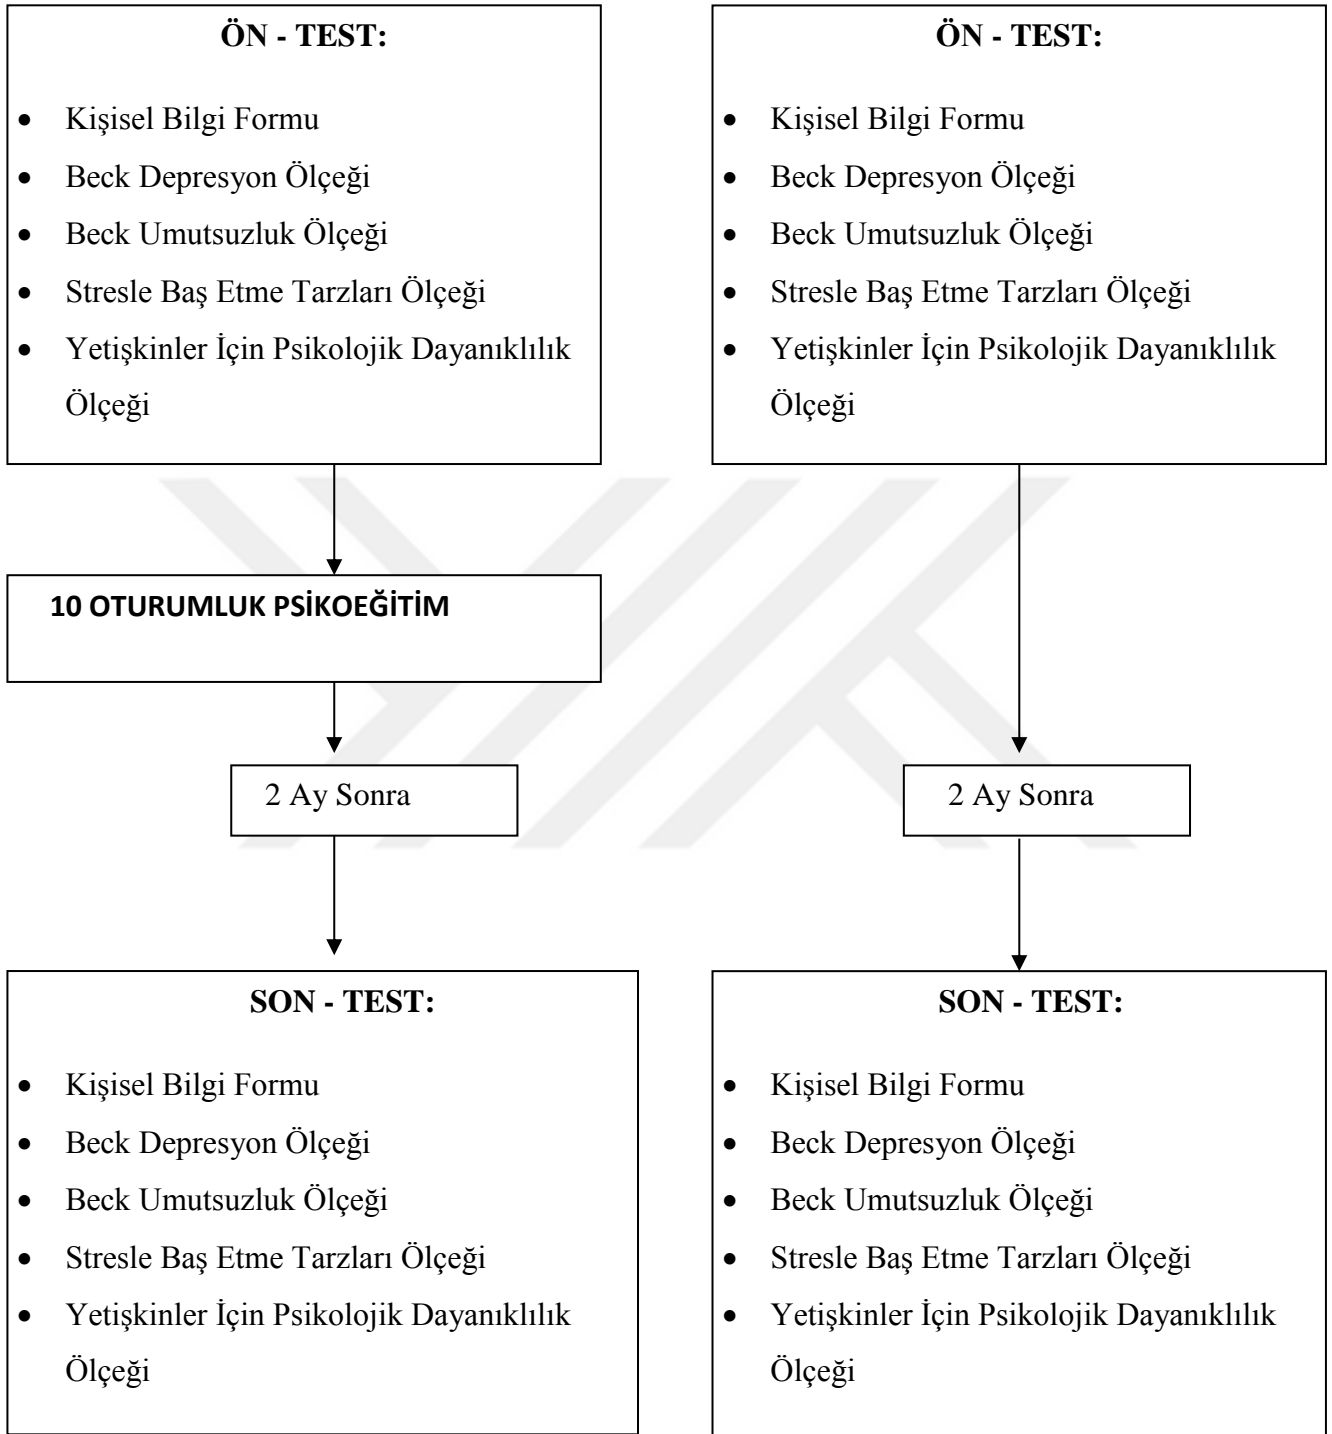 ÖN - TEST:
• Kişisel Bilgi Formu
• Beck Depresyon Ölçeği
• Beck Umutsuzluk Ölçeği
• Stresle Baş Etme Tarzları Ölçeği
• Yetişkinler İçin Psikolojik Dayanıklılık
Ölçeği
ÖN - TEST:
• Kişisel Bilgi Formu
• Beck Depresyon Ölçeği
• Beck Umutsuzluk Ölçeği
• Stresle Baş Etme Tarzları Ölçeği
• Yetişkinler İçin Psikolojik Dayanıklılık
Ölçeği
10 OTURUMLUK PSİKOEĞİTİM
2 Ay Sonra
2 Ay Sonra
SON - TEST:
• Kişisel Bilgi Formu
• Beck Depresyon Ölçeği
• Beck Umutsuzluk Ölçeği
• Stresle Baş Etme Tarzları Ölçeği
• Yetişkinler İçin Psikolojik Dayanıklılık
Ölçeği
SON - TEST:
• Kişisel Bilgi Formu
• Beck Depresyon Ölçeği
• Beck Umutsuzluk Ölçeği
• Stresle Baş Etme Tarzları Ölçeği
• Yetişkinler İçin Psikolojik Dayanıklılık
Ölçeği